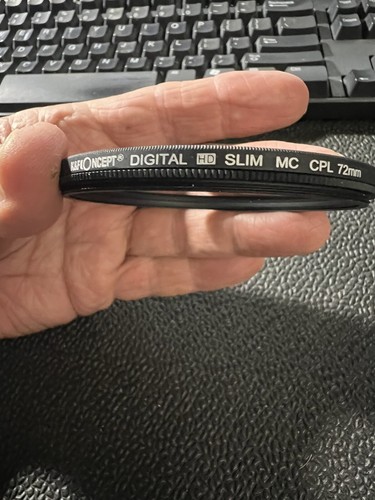 K&F CONCEPT® DIGITAL HD SLIM MC CPL 72mm